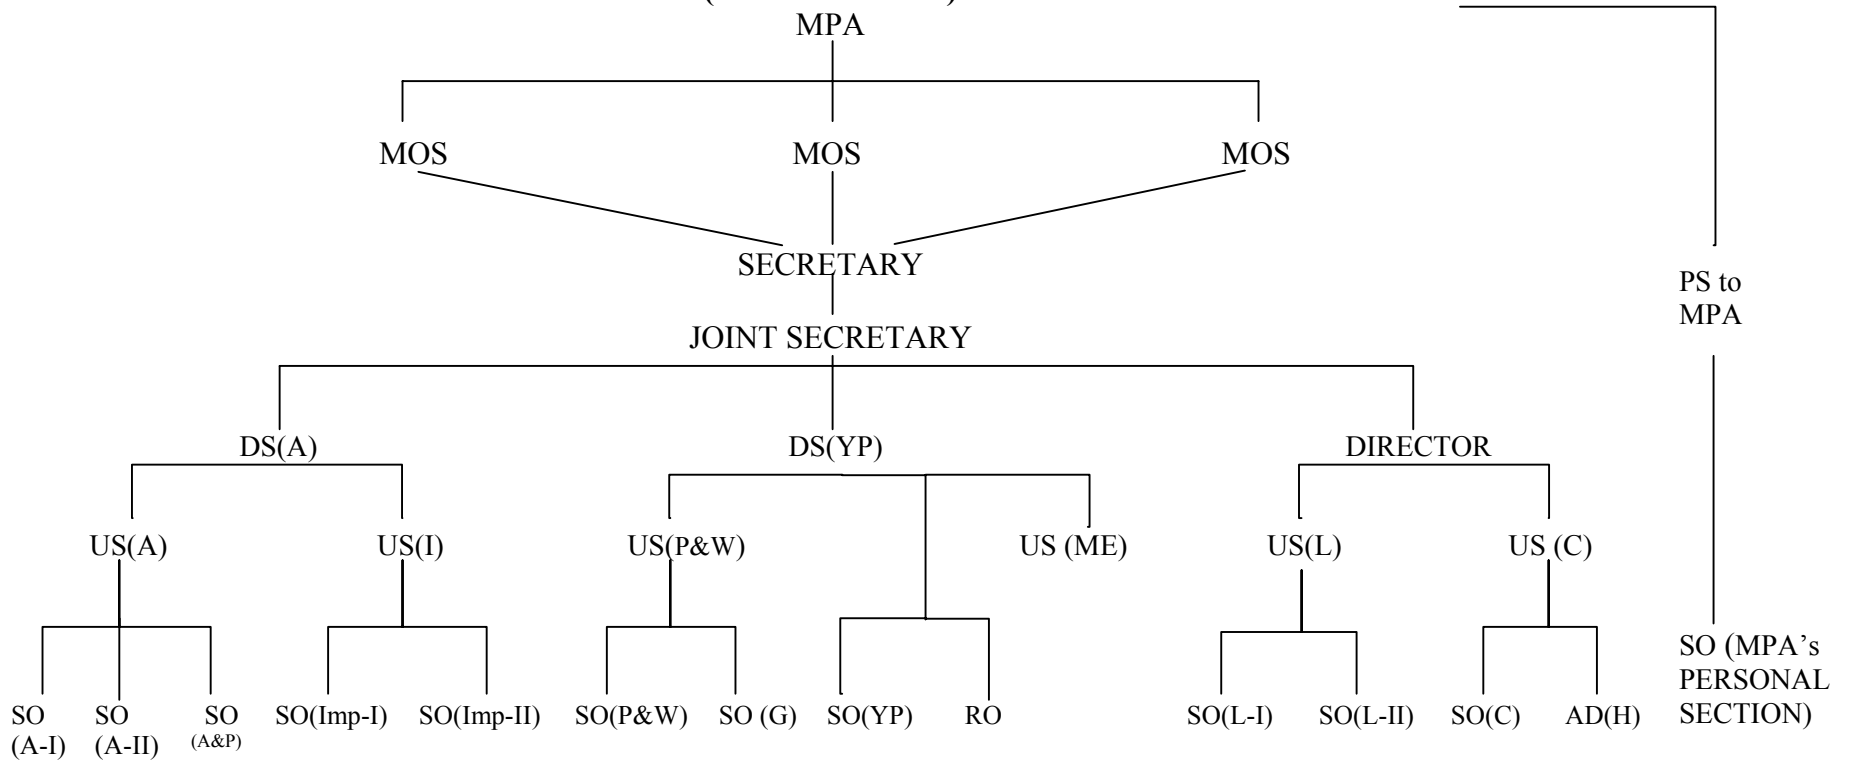 MPA
MOS MOS MOS
SECRETARY
PS to
MPA
JOINT SECRETARY
DS(A) DS(YP) DIRECTOR
US(A) US(I) US(P&W) US (ME) US(L) US (C)
SO (MPA’s
PERSONAL
SECTION)
SO
(A-I)
SO
(A-II)
SO
(A&P)
SO(Imp-I) SO(Imp-II) SO(P&W) SO (G) SO(YP) RO SO(L-I) SO(L-II) SO(C) AD(H)